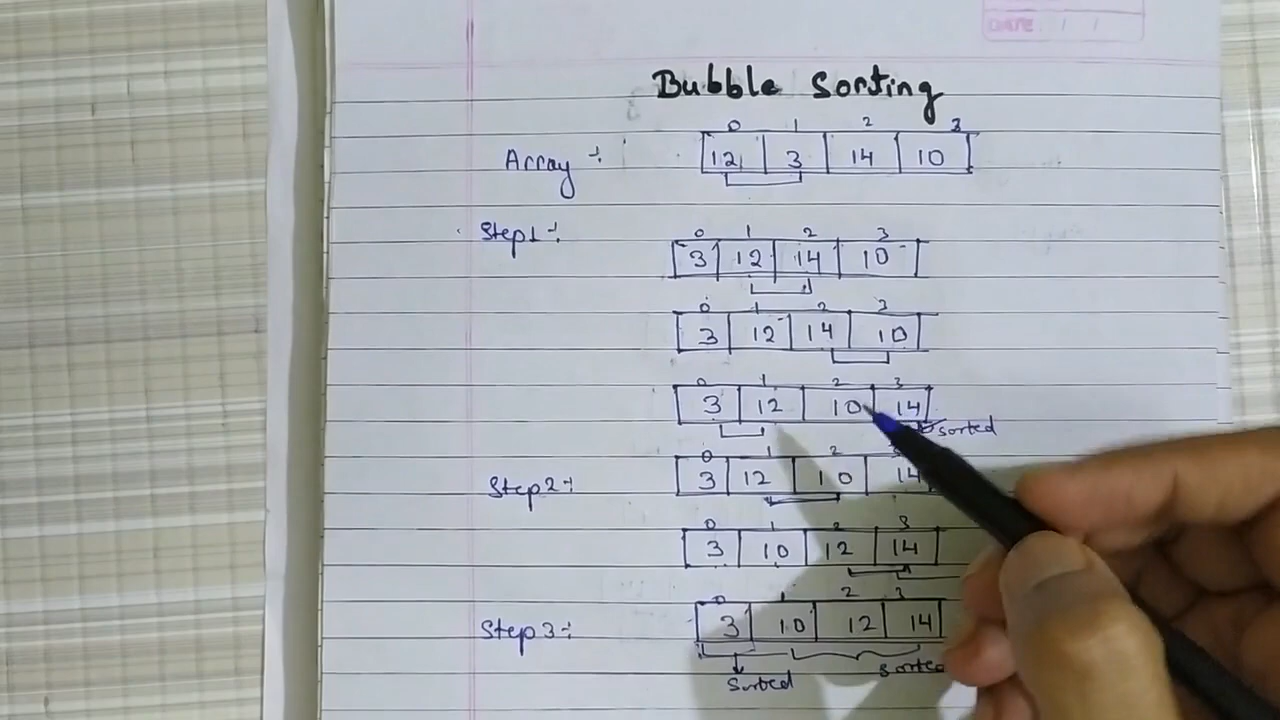 DATE: / /
Bubble Sorting
0 1 2 3
Array :- 12 3 14 10
Step1 :-
0 1 2 3
3 12 14 10
0 1 2 3
3 12 14 10
0 1 2 3
3 12 10 14
sorted
0 1 2
Step2 :- 3 12 10 14
0 1 2 3
3 10 12 14
0 1 2 3
Step3 :- 3 10 12 14
Sorted sorted